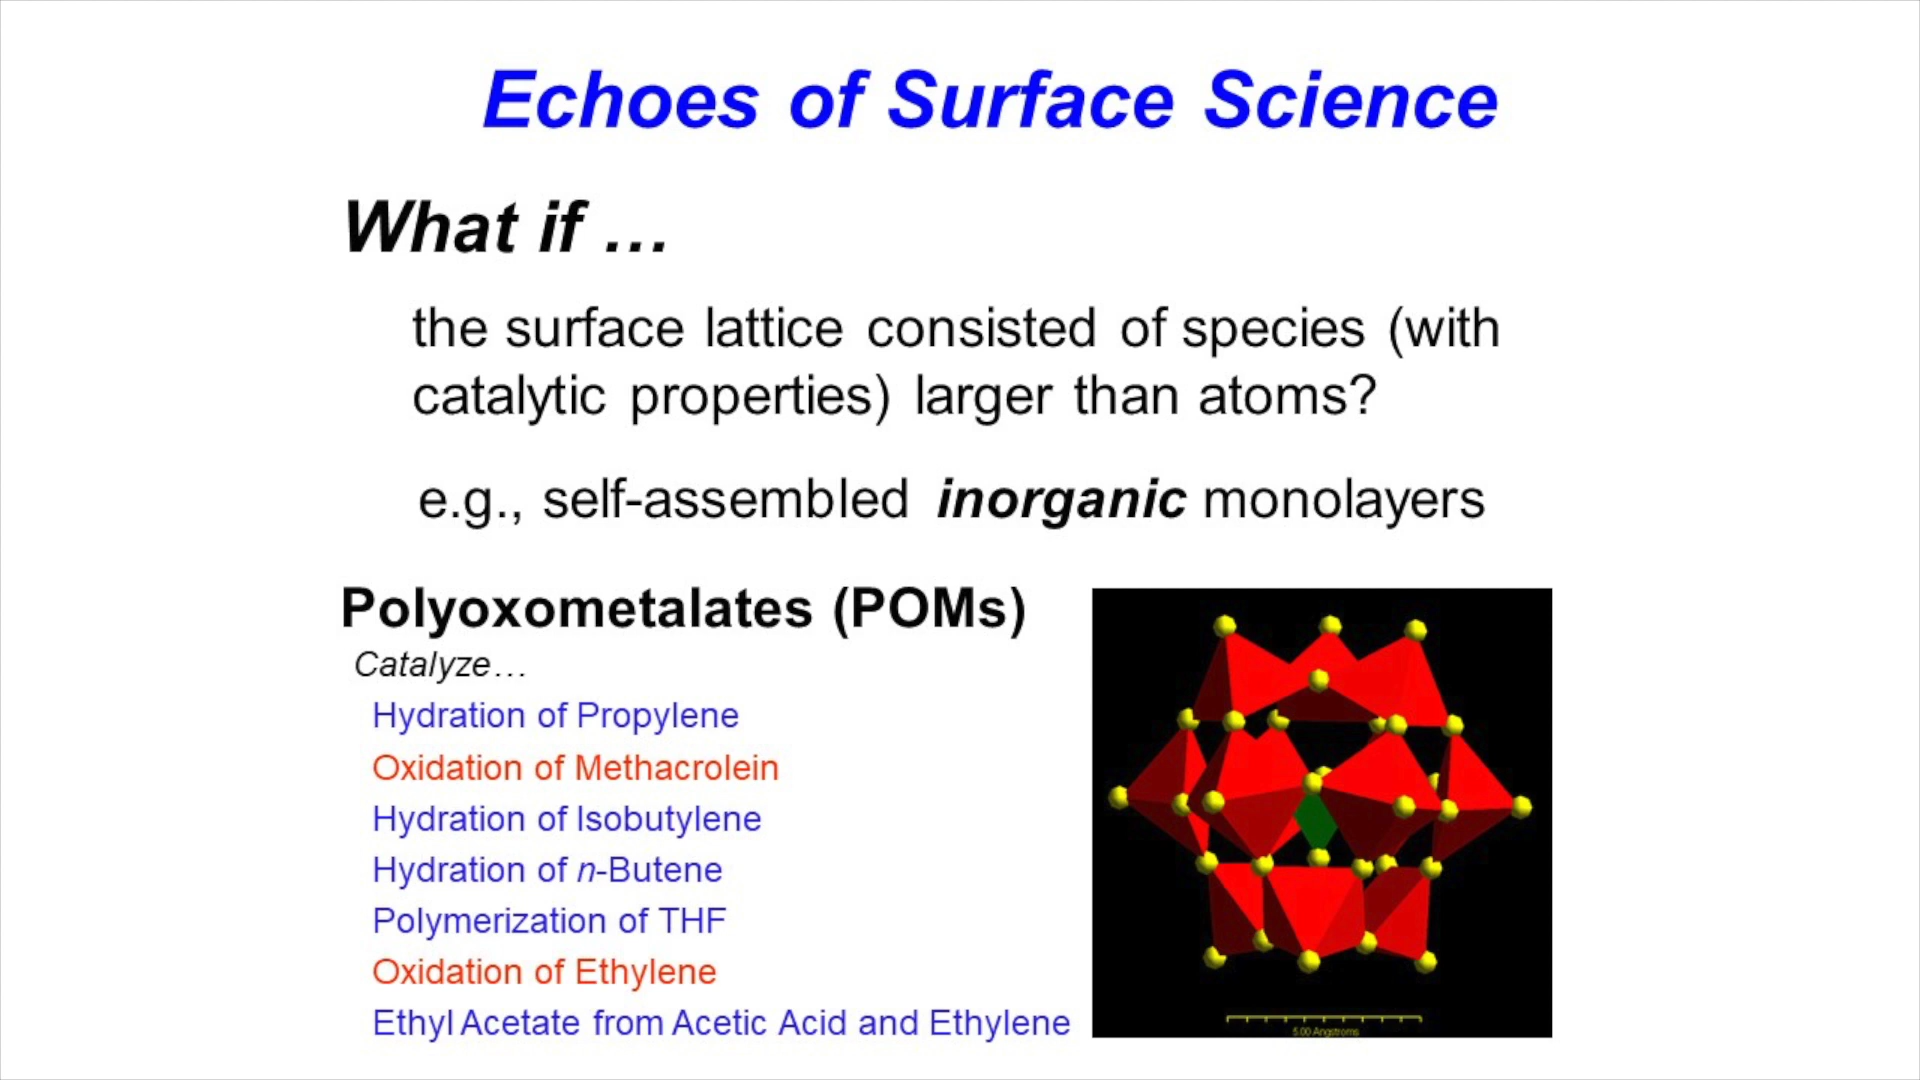 Echoes of Surface Science
What if …
the surface lattice consisted of species (with
catalytic properties) larger than atoms?
e.g., self-assembled inorganic monolayers
Polyoxometalates (POMs)
Catalyze…
Hydration of Propylene
Oxidation of Methacrolein
Hydration of Isobutylene
Hydration of n-Butene
Polymerization of THF
Oxidation of Ethylene
Ethyl Acetate from Acetic Acid and Ethylene
5.00 Angstroms